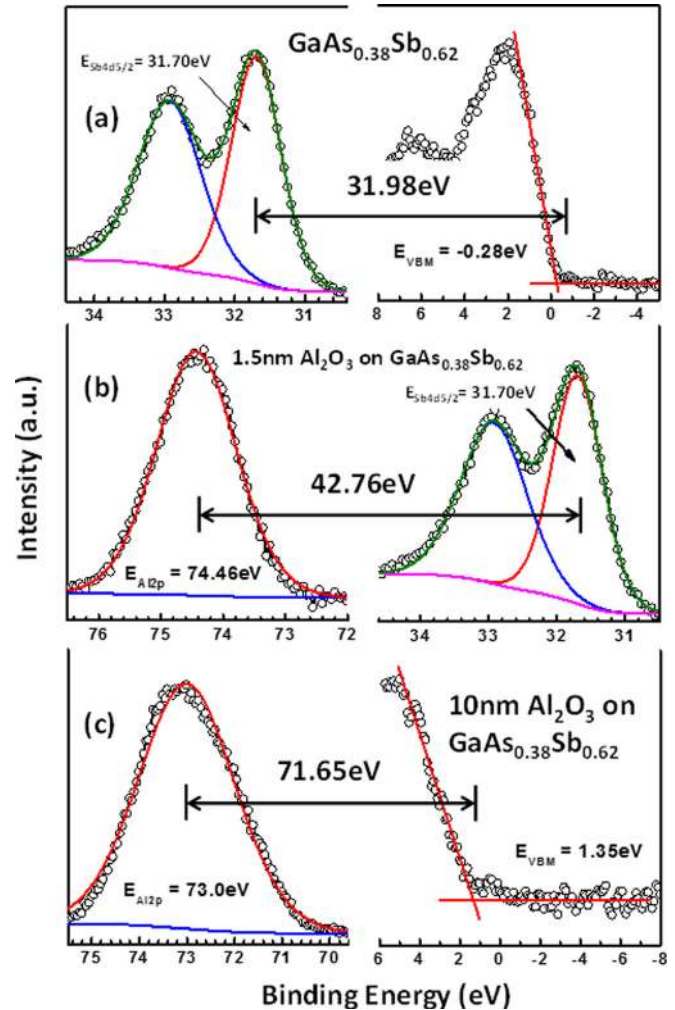 GaAs0.38Sb0.62
ESb4d5/2 = 31.70eV
(a)
31.98eV
EVBM = -0.28eV
34 33 32 31 8 6 4 2 0 -2 -4
1.5nm Al2O3 on GaAs0.38Sb0.62
(b)
ESb4d5/2 = 31.70eV
42.76eV
EAl2p = 74.46eV
76 75 74 73 72 34 33 32 31
10nm Al2O3 on
GaAs0.38Sb0.62
(c)
71.65eV
EVBM = 1.35eV
EAl2p = 73.0eV
75 74 73 72 71 70 6 4 2 0 -2 -4 -6 -8
Intensity (a.u.)
Binding Energy (eV)